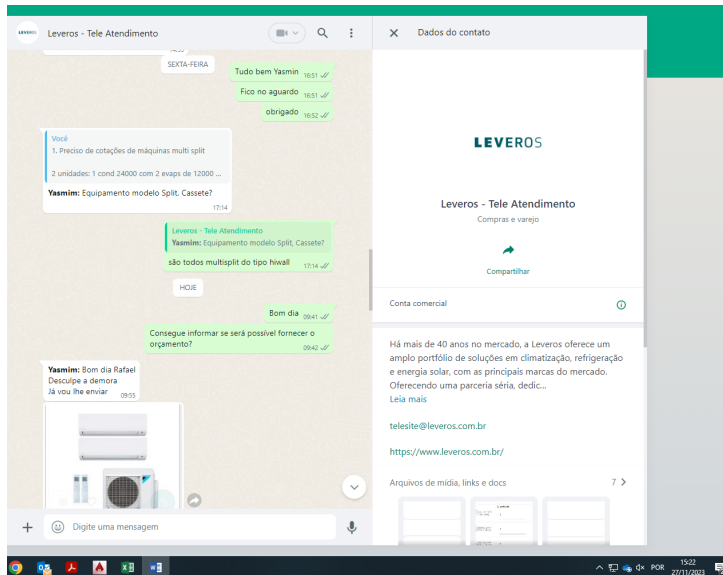 LEVEROS
Leveros - Tele Atendimento
SEXTA-FEIRA
Tudo bem Yasmin 16:51
Fico no aguardo 16:51
obrigado 16:52
Você
1. Preciso de cotações de máquinas multi split
2 unidades: 1 cond 24000 com 2 evaps de 12000 ...
Yasmim: Equipamento modelo Split, Cassete?
17:14
Leveros - Tele Atendimento
Yasmim: Equipamento modelo Split, Cassete?
são todos multisplit do tipo hiwall 17:14
HOJE
Bom dia 09:41
Consegue informar se será possível fornecer o
orçamento?
09:42
Yasmim: Bom dia Rafael
Desculpe a demora
Já vou lhe enviar 09:55
Digite uma mensagem
Dados do contato
LEVEROS
Leveros - Tele Atendimento
Compras e varejo
Compartilhar
Conta comercial
Há mais de 40 anos no mercado, a Leveros oferece um
amplo portfólio de soluções em climatização, refrigeração
e energia solar, com as principais marcas do mercado.
Oferecendo uma parceria séria, dedic...
Leia mais
telesite@leveros.com.br
https://www.leveros.com.br/
Arquivos de mídia, links e docs 7
POR
15:22
27/11/2023